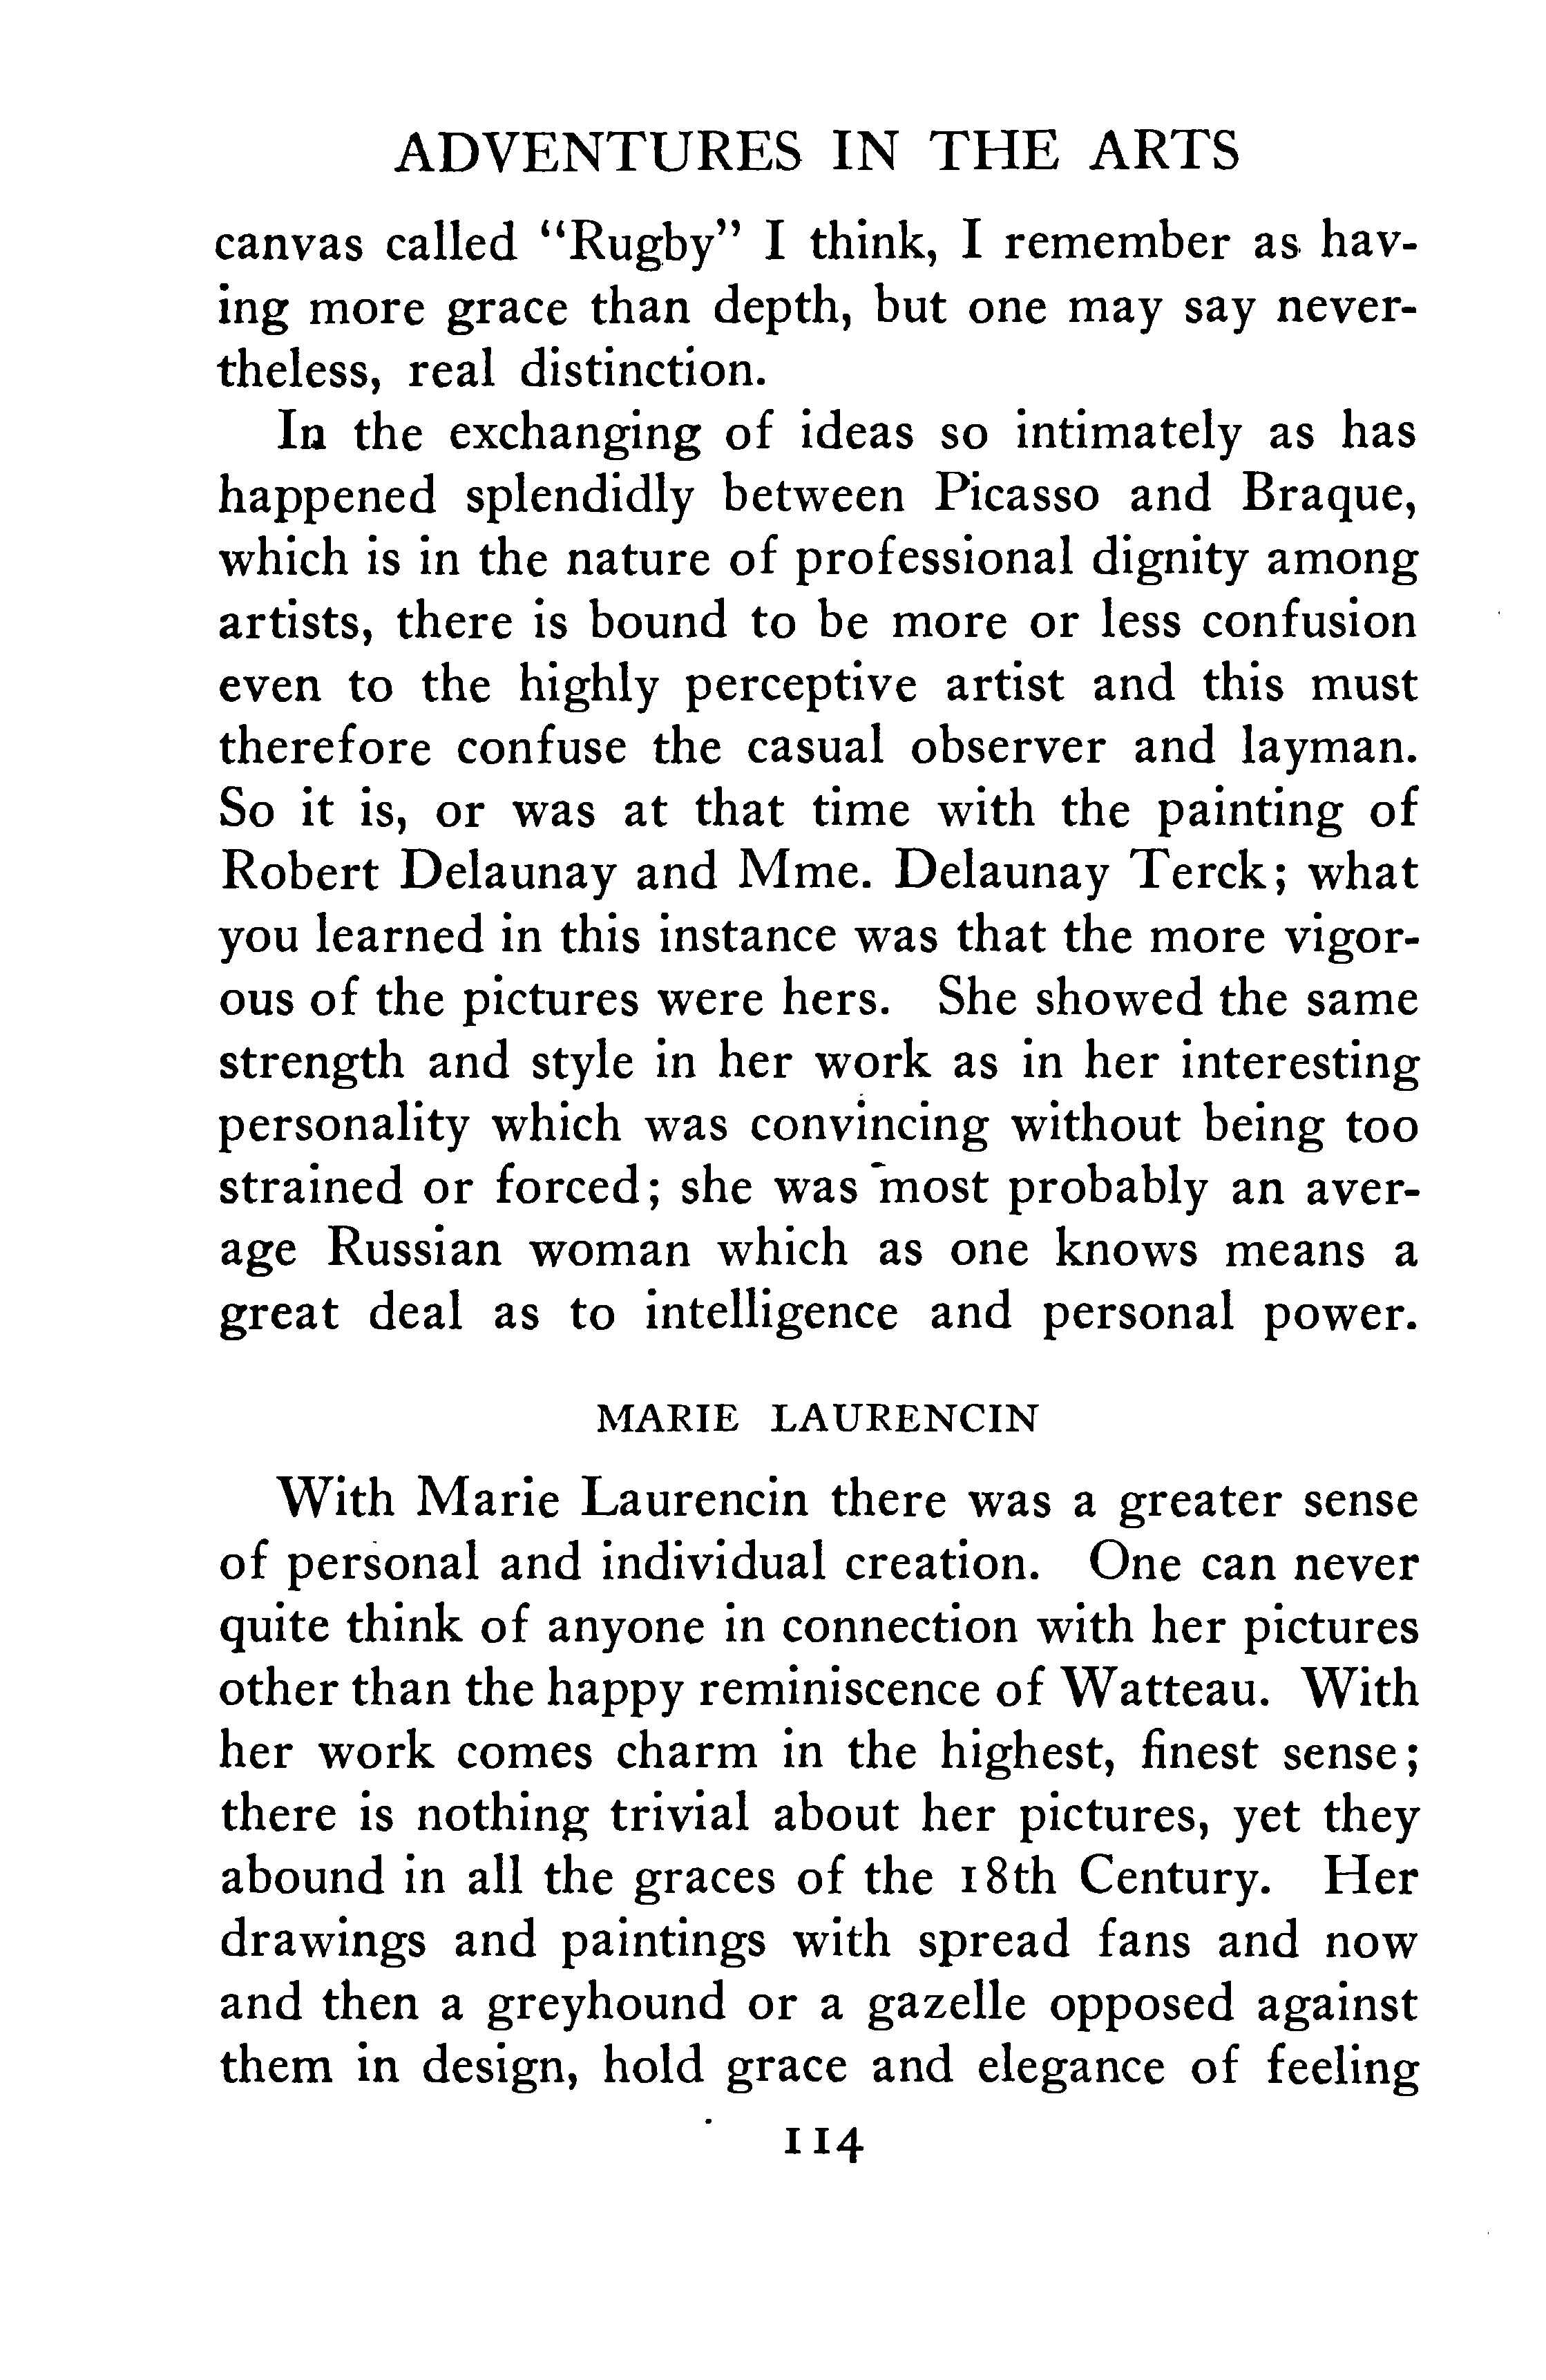 ADVENTURES IN THE ARTS
canvas called “Rugby” I think, I remember as hav-
ing more grace than depth, but one may say never-
theless, real distinction.
In the exchanging of ideas so intimately as has
happened splendidly between Picasso and Braque,
which is in the nature of professional dignity among
artists, there is bound to be more or less confusion
even to the highly perceptive artist and this must
therefore confuse the casual observer and layman.
So it is, or was at that time with the painting of
Robert Delaunay and Mme. Delaunay Terck; what
you learned in this instance was that the more vigor-
ous of the pictures were hers. She showed the same
strength and style in her work as in her interesting
personality which was convincing without being too
strained or forced; she was most probably an aver-
age Russian woman which as one knows means a
great deal as to intelligence and personal power.
MARIE LAURENCIN
With Marie Laurencin there was a greater sense
of personal and individual creation. One can never
quite think of anyone in connection with her pictures
other than the happy reminiscence of Watteau. With
her work comes charm in the highest, finest sense;
there is nothing trivial about her pictures, yet they
abound in all the graces of the 18th Century. Her
drawings and paintings with spread fans and now
and then a greyhound or a gazelle opposed against
them in design, hold grace and elegance of feeling
114